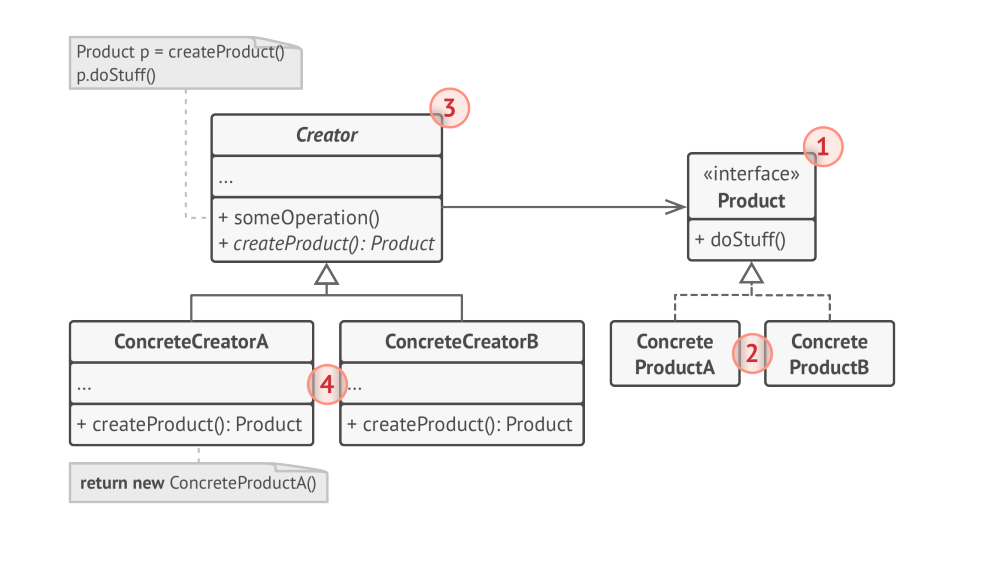 Product p = createProduct()
p.doStuff()
3
Creator
...
+ someOperation()
+ createProduct(): Product
1
«interface»
Product
+ doStuff()
ConcreteCreatorA
...
+ createProduct(): Product
4
ConcreteCreatorB
...
+ createProduct(): Product
Concrete
ProductA
2
Concrete
ProductB
return new ConcreteProductA()